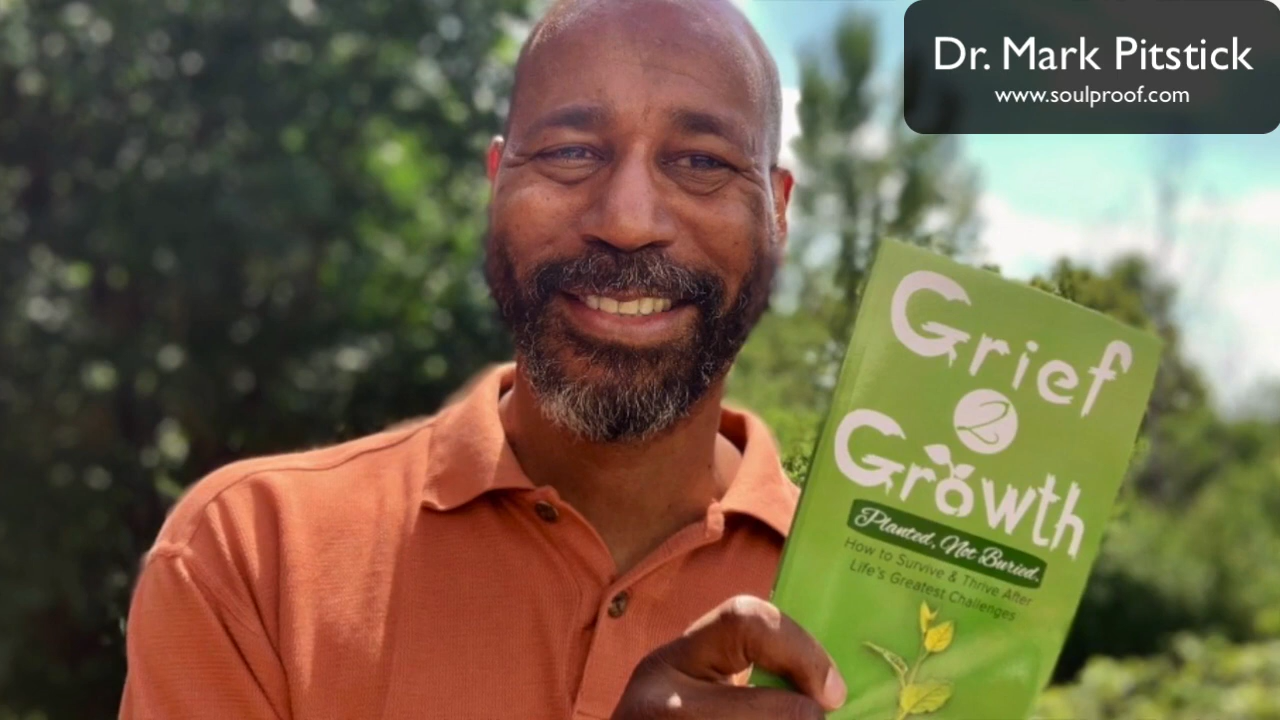 Dr. Mark Pitstick
www.soulproof.com
Grief
2
Growth
Planted, Not Buried.
How to Survive & Thrive After
Life's Greatest Challenges